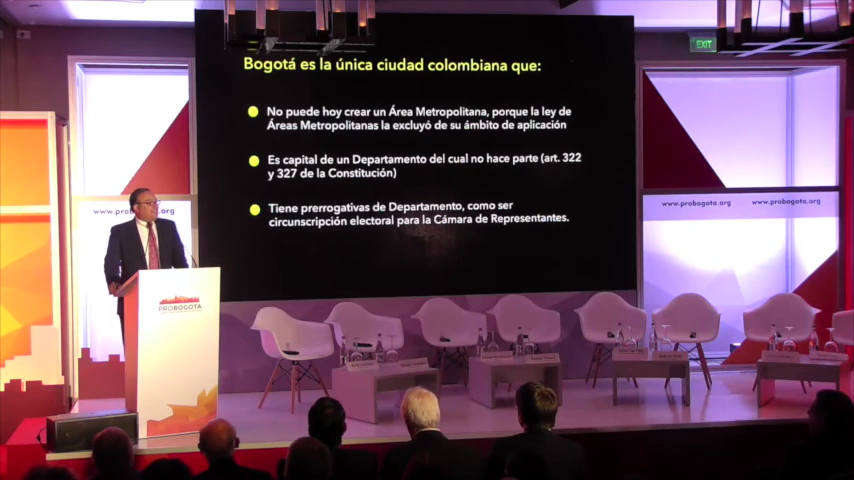 EXIT
Bogotá es la única ciudad colombiana que:
No puede hoy crear un Área Metropolitana, porque la ley de
Áreas Metropolitanas la excluyó de su ámbito de aplicación
Es capital de un Departamento del cual no hace parte (art. 322
y 327 de la Constitución)
Tiene prerrogativas de Departamento, como ser
circunscripción electoral para la Cámara de Representantes.
www.probogota.org
www.probogota.org
PROBOGOTA